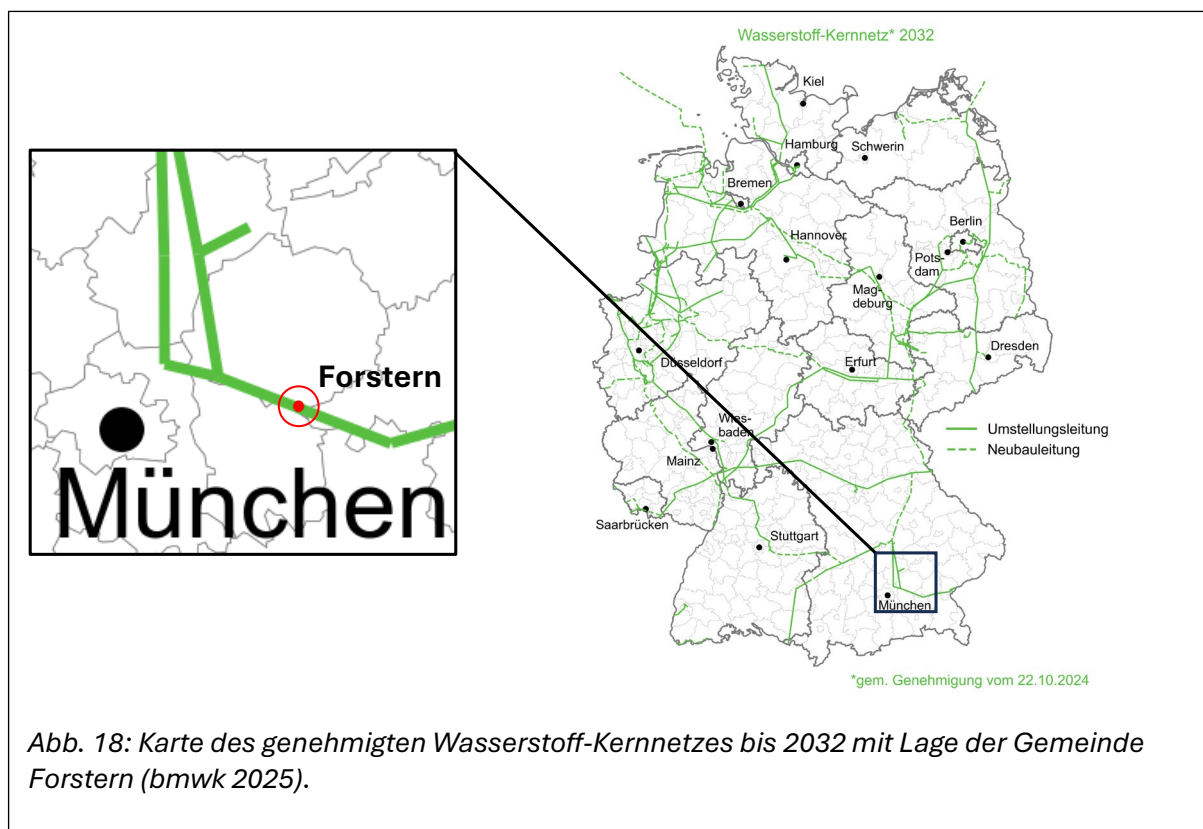 Wasserstoff-Kernnetz* 2032
Kiel
Hamburg
Schwerin
Bremen
Berlin
Hannover
Pots-
dam
Mag-
deburg
Düsseldorf
Erfurt
Dresden
Wies-
baden
Mainz
Saarbrücken
Stuttgart
München
Umstellungsleitung
Neubauleitung
*gem. Genehmigung vom 22.10.2024
Forstern
München
Abb. 18: Karte des genehmigten Wasserstoff-Kernnetzes bis 2032 mit Lage der Gemeinde
Forstern (bmwk 2025).